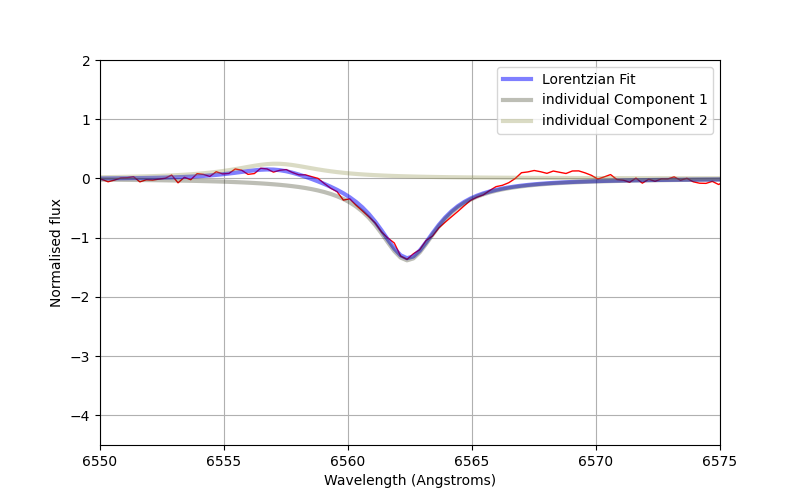 Lorentzian Fit
individual Component 1
individual Component 2
2
1
0
−1
−2
−3
−4
Normalised flux
6550 6555 6560 6565 6570 6575
Wavelength (Angstroms)